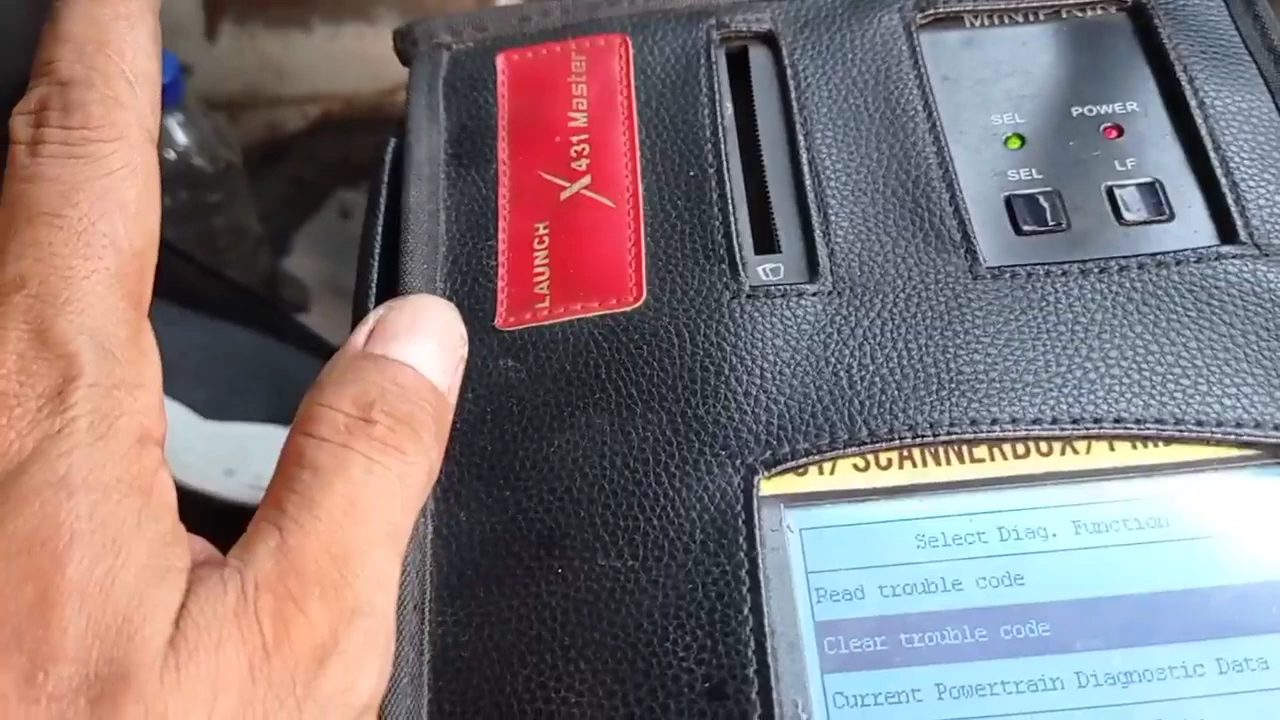 LAUNCH X431 Master
SEL
POWER
SEL
LF
Select Diag. Function
Read trouble code
Clear trouble code
Current Powertrain Diagnostic Data